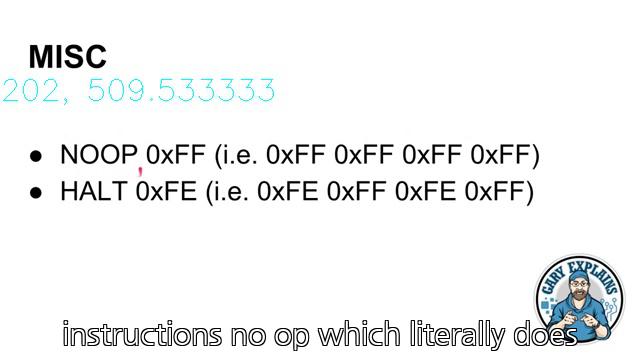 MISC
202, 509.533333
● NOOP 0xFF (i.e. 0xFF 0xFF 0xFF 0xFF)
● HALT 0xFE (i.e. 0xFE 0xFF 0xFE 0xFF)
GARY EXPLAINS
instructions no op which literally does